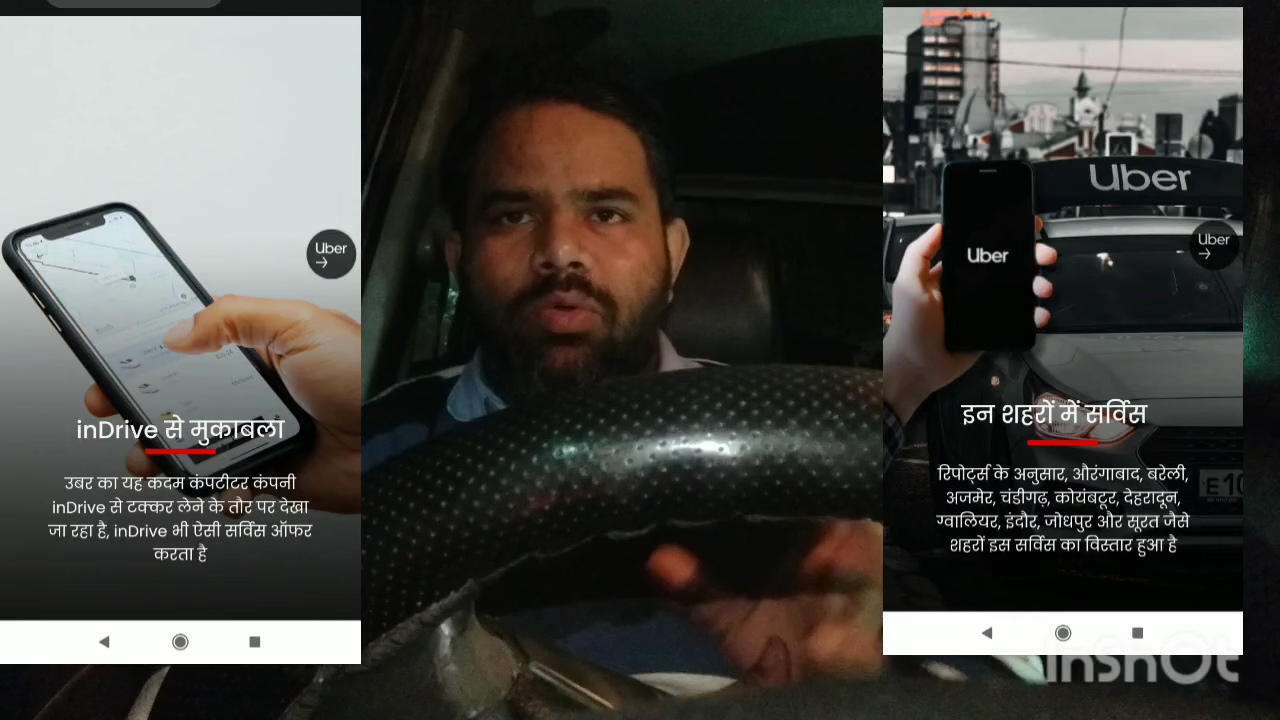 Uber
→
inDrive से मुकाबला
उबर का यह कदम कंपटीटर कंपनी
inDrive से टक्कर लेने के तौर पर देखा
जा रहा है, inDrive भी ऐसी सर्विस ऑफर
करता है
Uber
Uber
Uber
→
इन शहरों में सर्विस
रिपोर्ट्स के अनुसार, औरंगाबाद, बरेली,
अजमेर, चंडीगढ़, कोयंबटूर, देहरादून,
ग्वालियर, इंदौर, जोधपुर और सूरत जेसे
शहरों इस सर्विस का विस्तार हुआ है
E10
InShOt